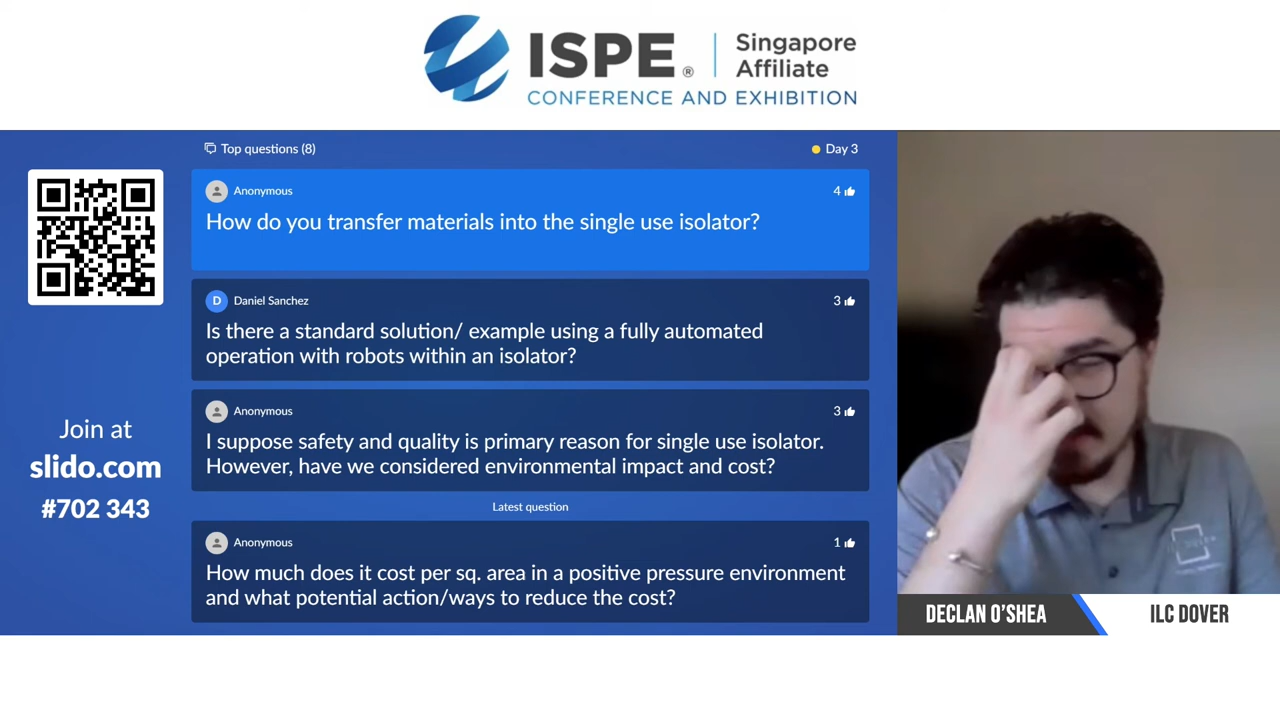 ISPE® | Singapore Affiliate
CONFERENCE AND EXHIBITION
Top questions (8)
Day 3
Anonymous
4
How do you transfer materials into the single use isolator?
D
Daniel Sanchez
3
Is there a standard solution/ example using a fully automated
operation with robots within an isolator?
Anonymous
3
I suppose safety and quality is primary reason for single use isolator.
However, have we considered environmental impact and cost?
Latest question
Anonymous
1
How much does it cost per sq. area in a positive pressure environment
and what potential action/ways to reduce the cost?
Join at
slido.com
#702 343
DECLAN O'SHEA
ILC DOVER